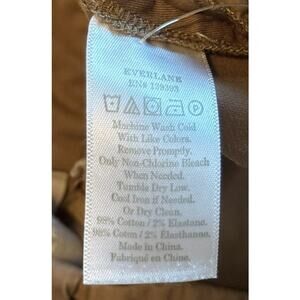 EVERLANE
EN# 139393
Machine Wash Cold
With Like Colors.
Remove Promptly.
Only Non-Chlorine Bleach
When Needed.
Tumble Dry Low.
Cool Iron if Needed.
Or Dry Clean.
98% Cotton / 2% Elastane.
98% Coton / 2% Élasthanne.
Made in China.
Fabriqué en Chine.